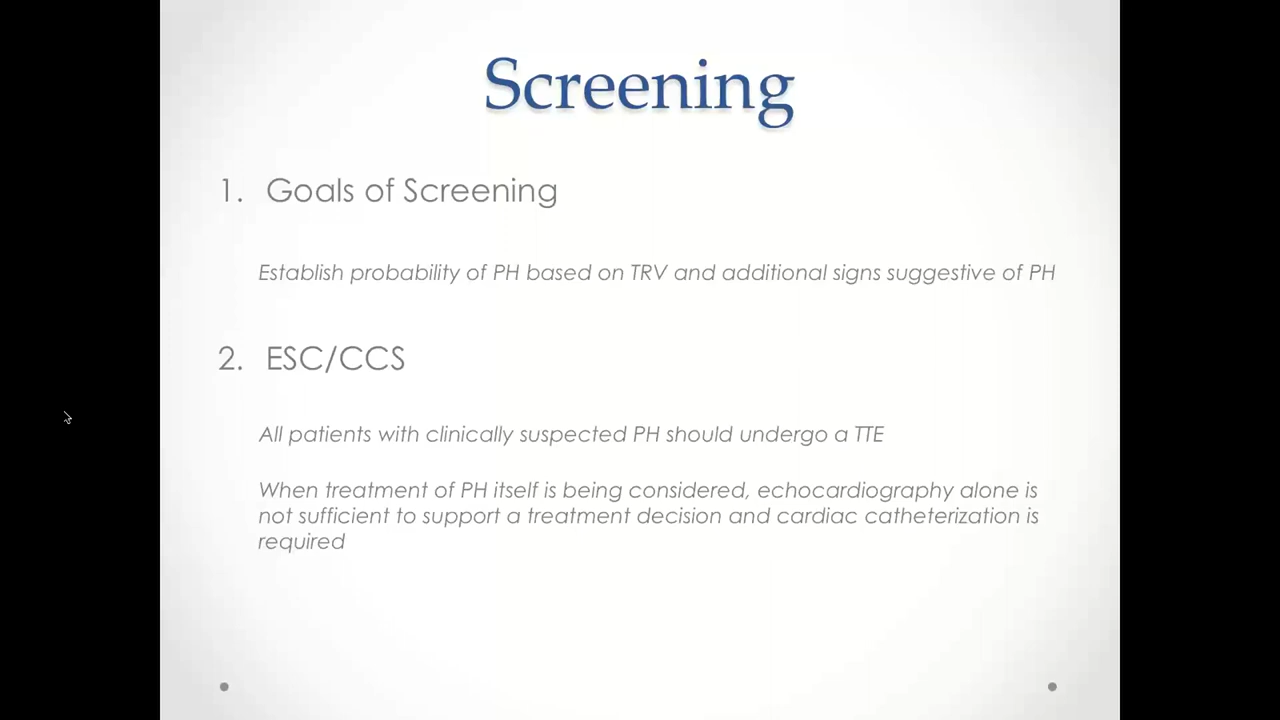 Screening
1. Goals of Screening
Establish probability of PH based on TRV and additional signs suggestive of PH
2. ESC/CCS
All patients with clinically suspected PH should undergo a TTE
When treatment of PH itself is being considered, echocardiography alone is
not sufficient to support a treatment decision and cardiac catheterization is
required